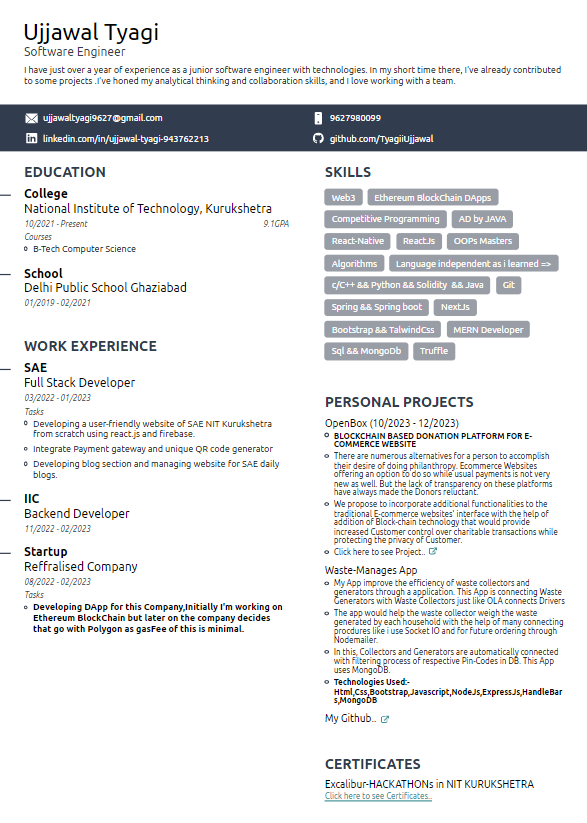 Ujjawal Tyagi
Software Engineer
I have just over a year of experience as a junior software engineer with technologies. In my short time there, I've already contributed
to some projects .I've honed my analytical thinking and collaboration skills, and I love working with a team.
ujjawaltyagi9627@gmail.com
9627980099
linkedin.com/in/ujjawal-tyagi-943762213
github.com/TyagiiUjjawal
EDUCATION
College
National Institute of Technology, Kurukshetra
10/2021 - Present 9.1GPA
Courses
B-Tech Computer Science
School
Delhi Public School Ghaziabad
01/2019 - 02/2021
WORK EXPERIENCE
SAE
Full Stack Developer
03/2022 - 01/2023
Tasks
Developing a user-friendly website of SAE NIT Kurukshetra
from scratch using react.js and firebase.
Integrate Payment gateway and unique QR code generator
Developing blog section and managing website for SAE daily
blogs.
IIC
Backend Developer
11/2022 - 02/2023
Startup
Reffralised Company
08/2022 - 02/2023
Tasks
Developing DApp for this Company,Initially I'm working on
Ethereum BlockChain but later on the company decides
that go with Polygon as gasFee of this is minimal.
SKILLS
Web3 Ethereum BlockChain DApps
Competitive Programming AD by JAVA
React-Native ReactJs OOPs Masters
Algorithms Language independent as i learned =>
c/C++ && Python && Solidity && Java Git
Spring && Spring boot NextJs
Bootstrap && TalwindCss MERN Developer
Sql && MongoDb Truffle
PERSONAL PROJECTS
OpenBox (10/2023 - 12/2023)
BLOCKCHAIN BASED DONATION PLATFORM FOR E-
COMMERCE WEBSITE
There are numerous alternatives for a person to accomplish
their desire of doing philanthropy. Ecommerce Websites
offering an option to do so while usual payments is not very
new as well. But the lack of transparency on these platforms
have always made the Donors reluctant.
We propose to incorporate additional functionalities to the
traditional E-commerce websites' interface with the help of
addition of Block-chain technology that would provide
increased Customer control over charitable transactions while
protecting the privacy of Customer.
Click here to see Project..
Waste-Manages App
My App improve the efficiency of waste collectors and
generators through a application. This App is connecting Waste
Generators with Waste Collectors just like OLA connects Drivers
The app would help the waste collector weigh the waste
generated by each household with the help of many connecting
procdures like i use Socket IO and for future ordering through
Nodemailer.
In this, Collectors and Generators are automatically connected
with filtering process of respective Pin-Codes in DB. This App
uses MongoDB.
Technologies Used:-
Html,Css,Bootstrap,Javascript,NodeJs,ExpressJs,HandleBar
s,MongoDB
My Github..
CERTIFICATES
Excalibur-HACKATHONs in NIT KURUKSHETRA
Click here to see Certificates..